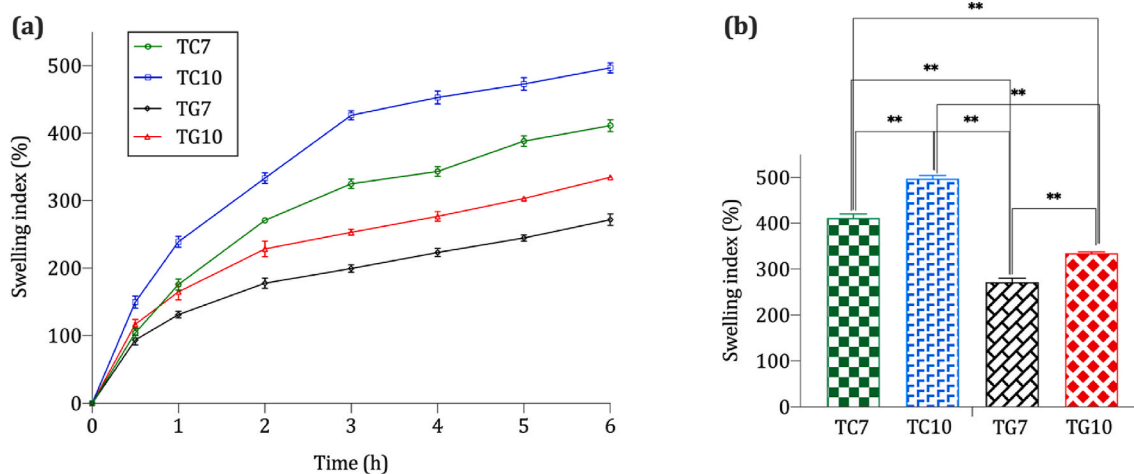 (a)
Swelling index (%)
500
400
300
200
100
0
TC7
TC10
TG7
TG10
0 1 2 3 4 5 6
Time (h)
(b)
**
**
**
** **
**
Swelling index (%)
500
400
300
200
100
0
TC7 TC10 TG7 TG10